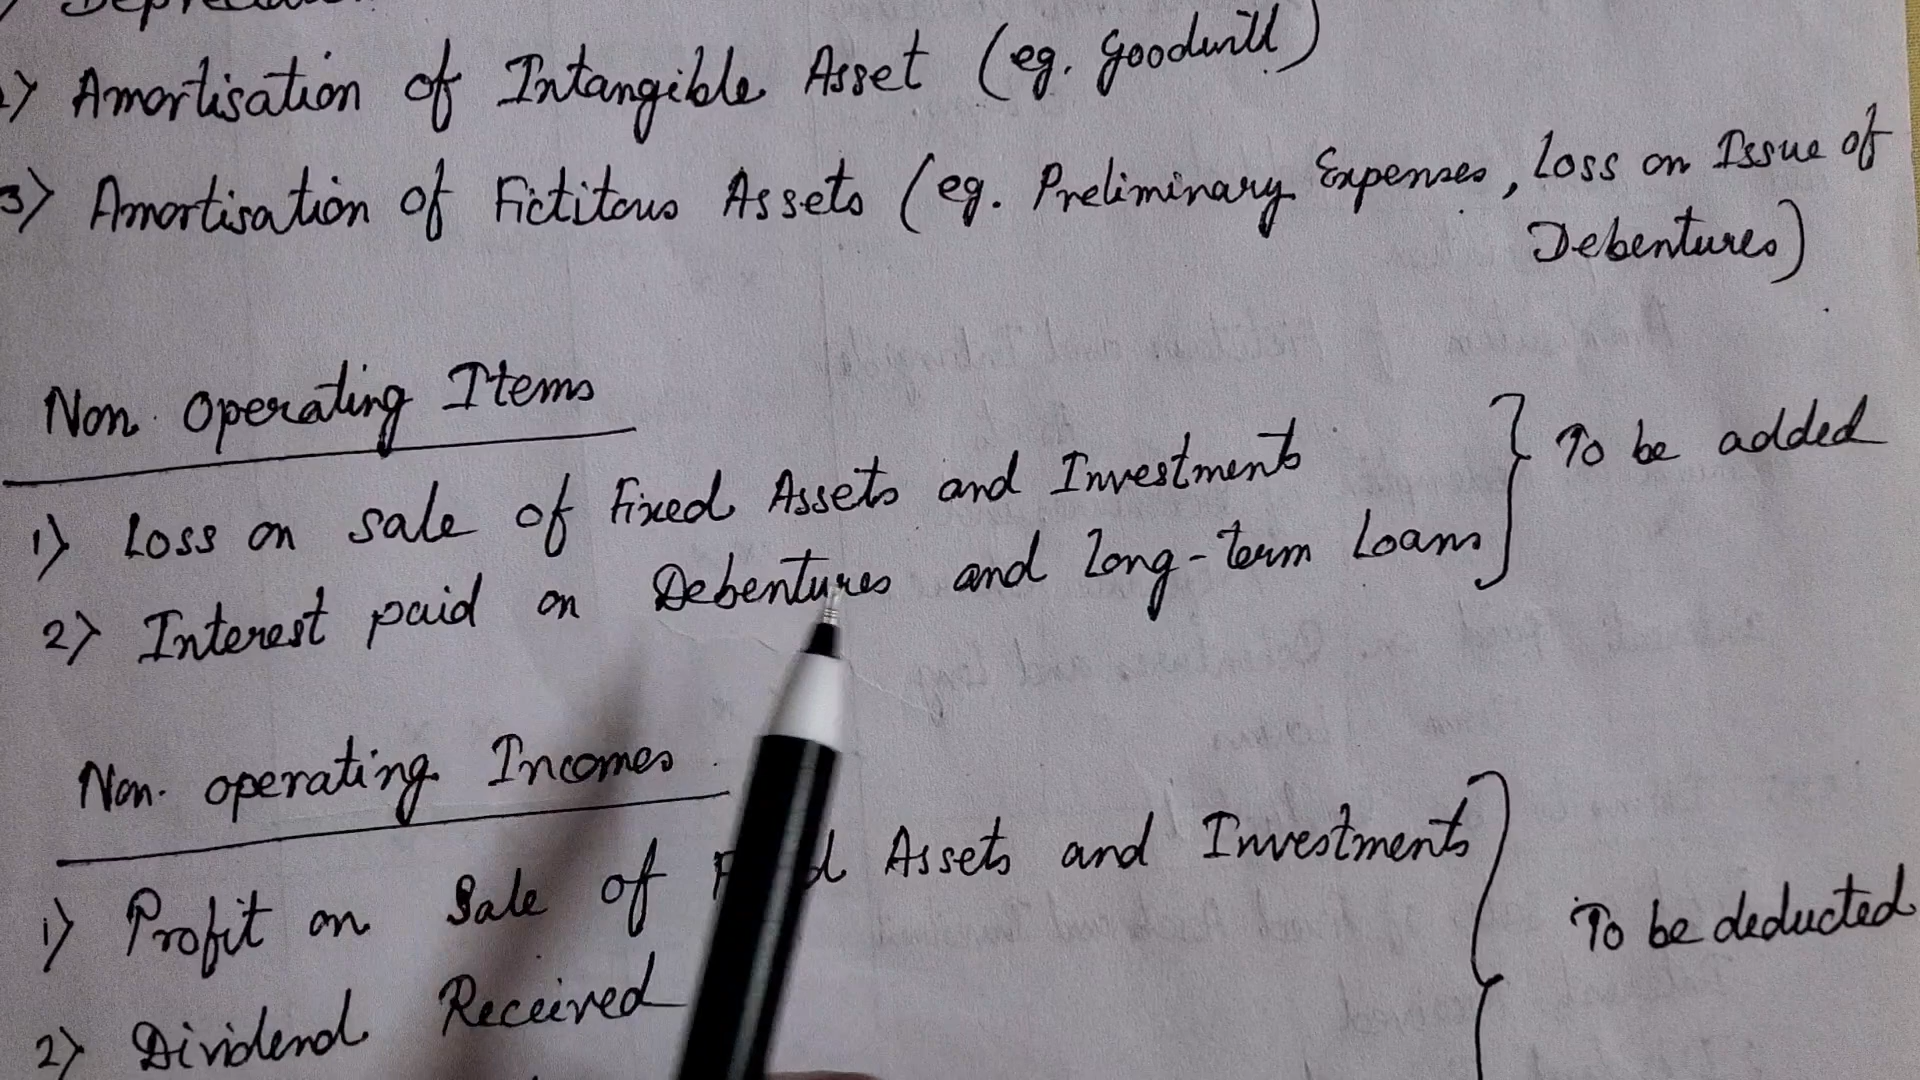 2) Amortisation of Intangible Asset (eg. Goodwill)
3) Amortisation of Fictitous Assets (eg. Preliminary Expenses, Loss on Issue of
Debentures)
Non Operating Items
1) Loss on sale of Fixed Assets and Investments } To be added
2) Interest paid on Debentures and Long-term Loans
Non. operating Incomes
1) Profit on Sale of Assets and Investments
To be deducted
2) Dividend Received